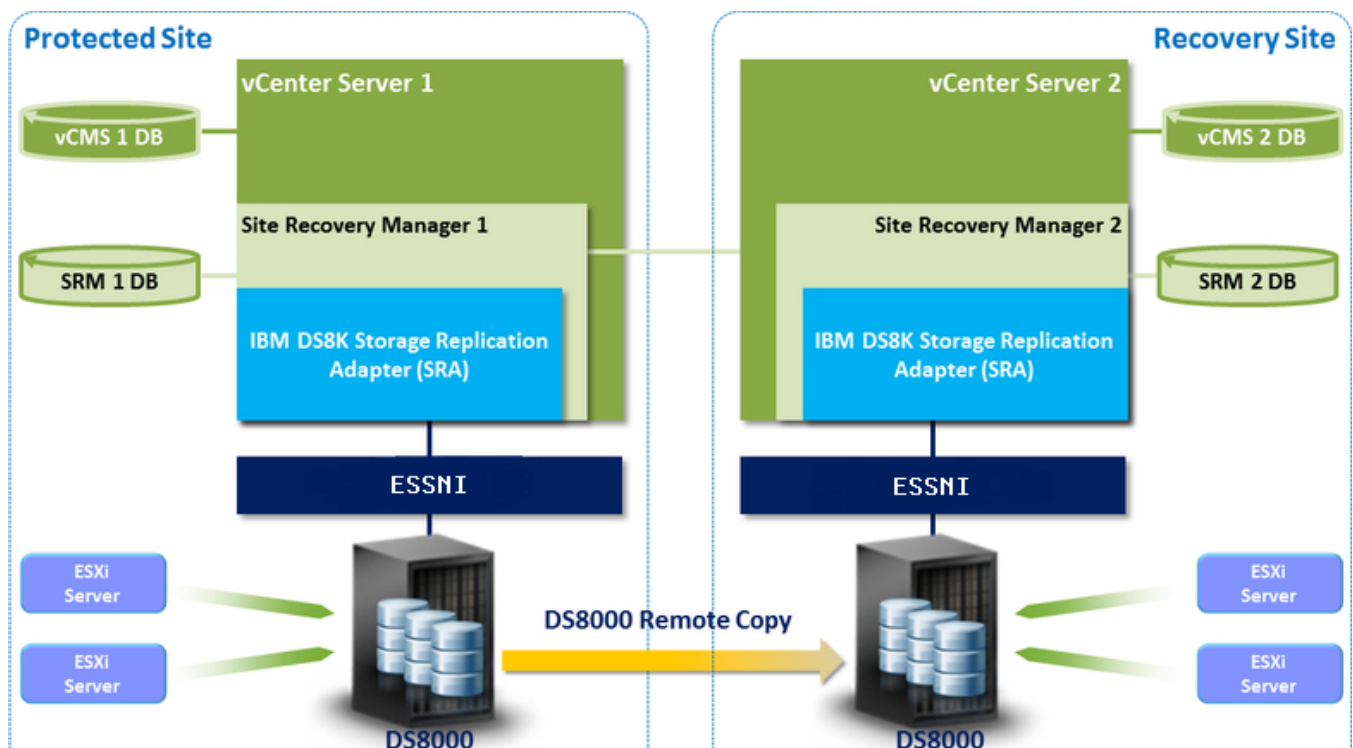 Protected Site
Recovery Site
vCenter Server 1
vCenter Server 2
vCMS 1 DB
vCMS 2 DB
Site Recovery Manager 1
Site Recovery Manager 2
SRM 1 DB
SRM 2 DB
IBM DS8K Storage Replication
Adapter (SRA)
IBM DS8K Storage Replication
Adapter (SRA)
ESSNI
ESSNI
ESXi
Server
ESXi
Server
DS8000 Remote Copy
ESXi
Server
ESXi
Server
DS8000
DS8000